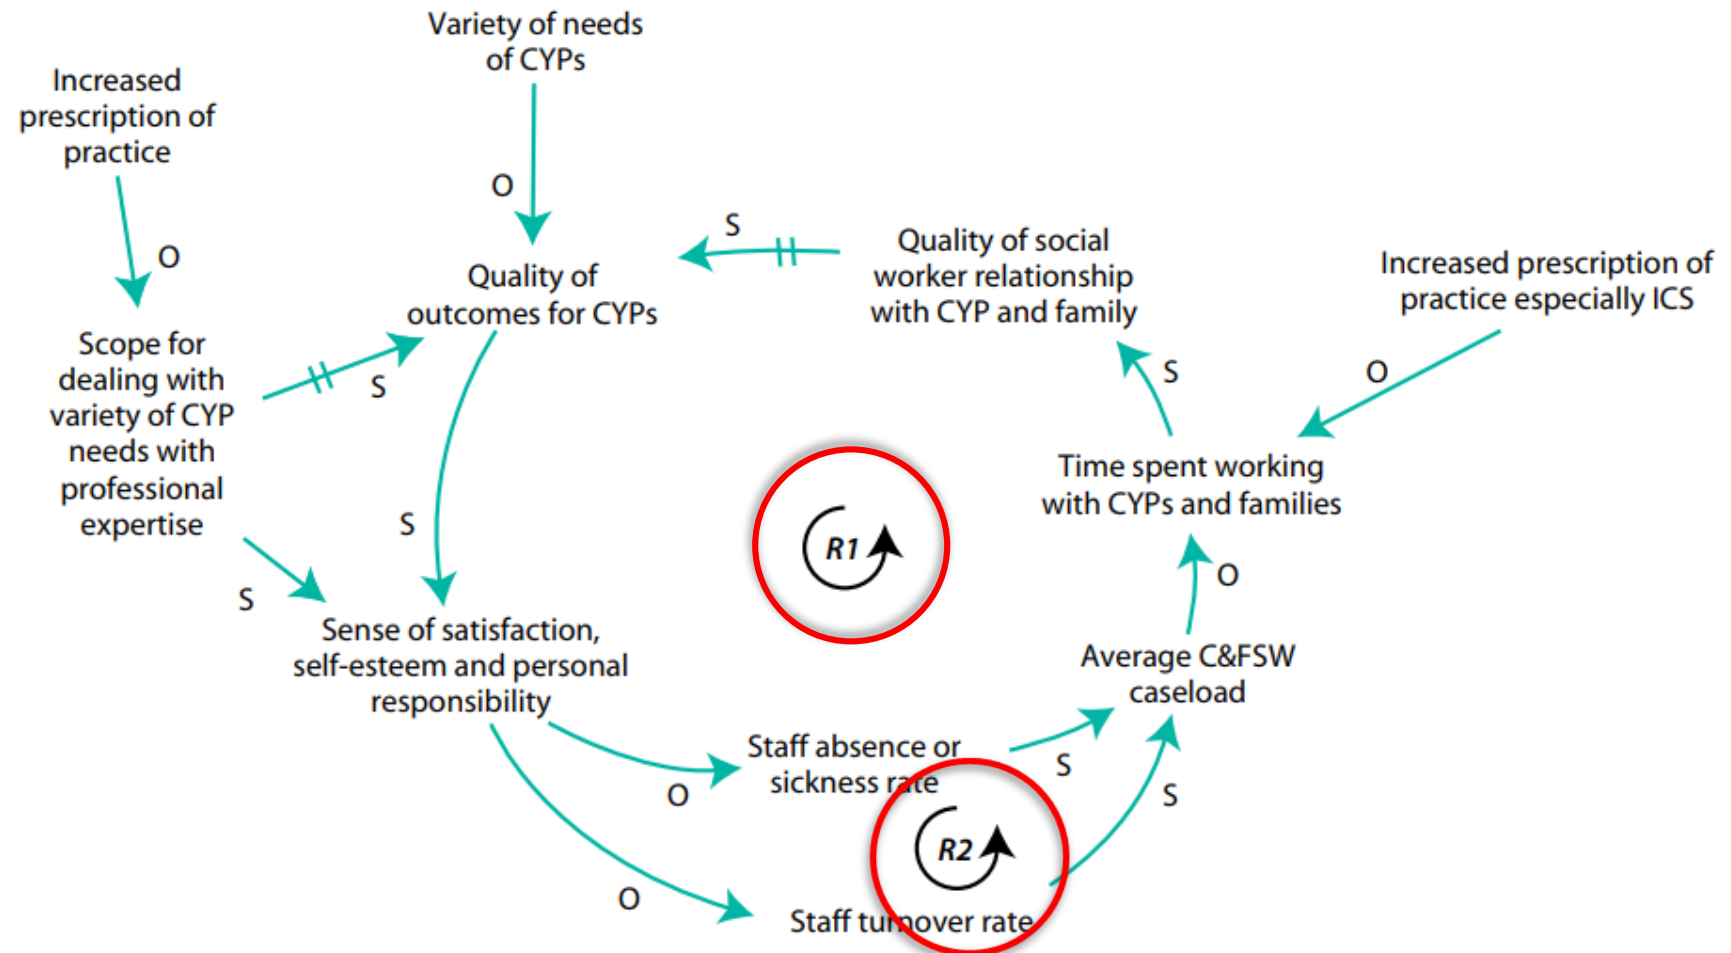 Variety of needs
of CYPs
Increased
prescription of
practice
O
O
S
Quality of social
worker relationship
with CYP and family
Increased prescription of
practice especially ICS
Quality of
outcomes for CYPs
Scope for
dealing with
variety of CYP
needs with
professional
expertise
S
S
O
Time spent working
with CYPs and families
S
R1
O
S
Sense of satisfaction,
self-esteem and personal
responsibility
Average C&FSW
caseload
Staff absence or
sickness rate
O
S
S
R2
O
Staff turnover rate